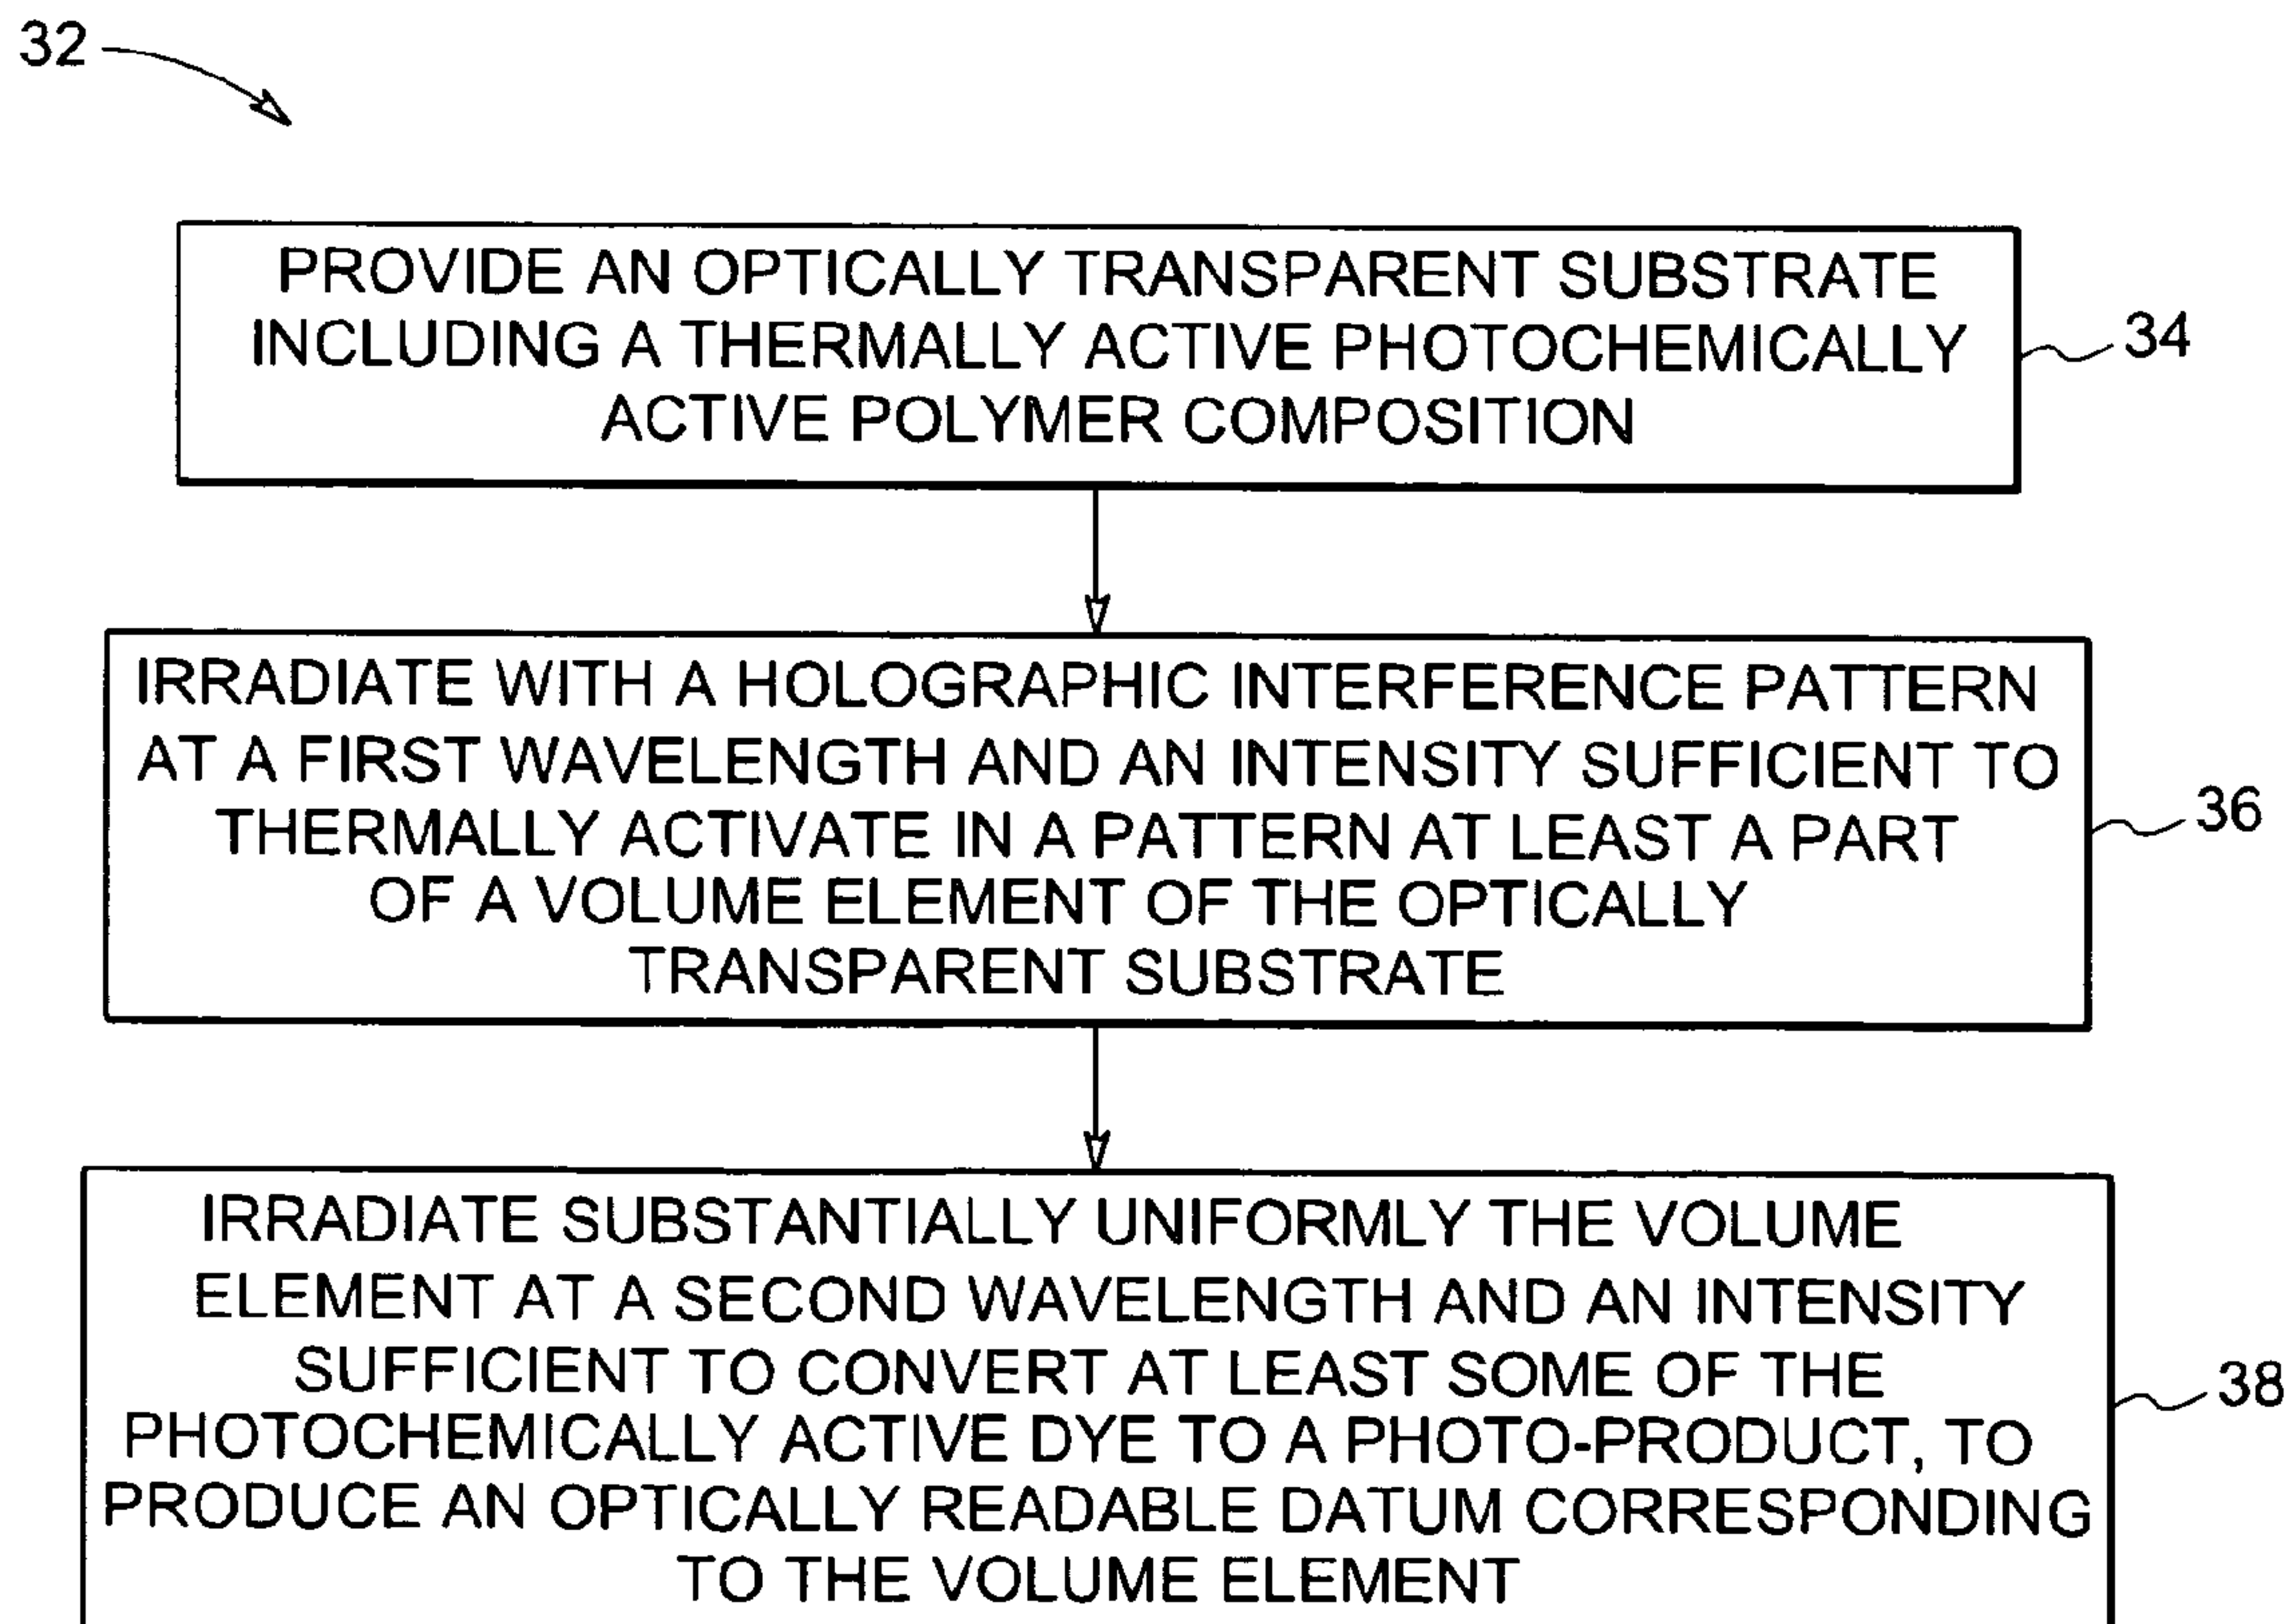 32
PROVIDE AN OPTICALLY TRANSPARENT SUBSTRATE
INCLUDING A THERMALLY ACTIVE PHOTOCHEMICALLY
ACTIVE POLYMER COMPOSITION
34
IRRADIATE WITH A HOLOGRAPHIC INTERFERENCE PATTERN
AT A FIRST WAVELENGTH AND AN INTENSITY SUFFICIENT TO
THERMALLY ACTIVATE IN A PATTERN AT LEAST A PART
OF A VOLUME ELEMENT OF THE OPTICALLY
TRANSPARENT SUBSTRATE
36
IRRADIATE SUBSTANTIALLY UNIFORMLY THE VOLUME
ELEMENT AT A SECOND WAVELENGTH AND AN INTENSITY
SUFFICIENT TO CONVERT AT LEAST SOME OF THE
PHOTOCHEMICALLY ACTIVE DYE TO A PHOTO-PRODUCT, TO
PRODUCE AN OPTICALLY READABLE DATUM CORRESPONDING
TO THE VOLUME ELEMENT
38